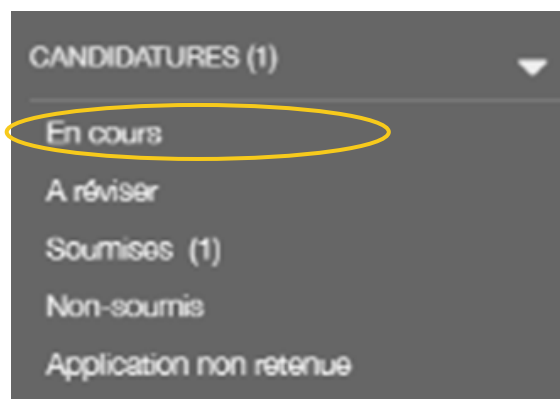 CANDIDATURES (1)
En cours
A réviser
Soumises (1)
Non-soumis
Application non retenue